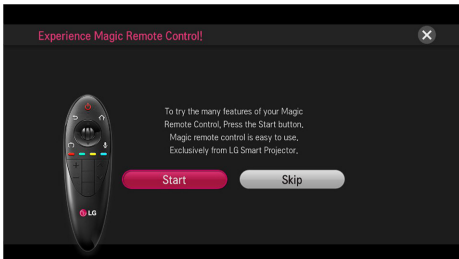 Experience Magic Remote Control!
To try the many features of your Magic
Remote Control, Press the Start button.
Magic remote control is easy to use.
Exclusively from LG Smart Projector.
Start
Skip
LG